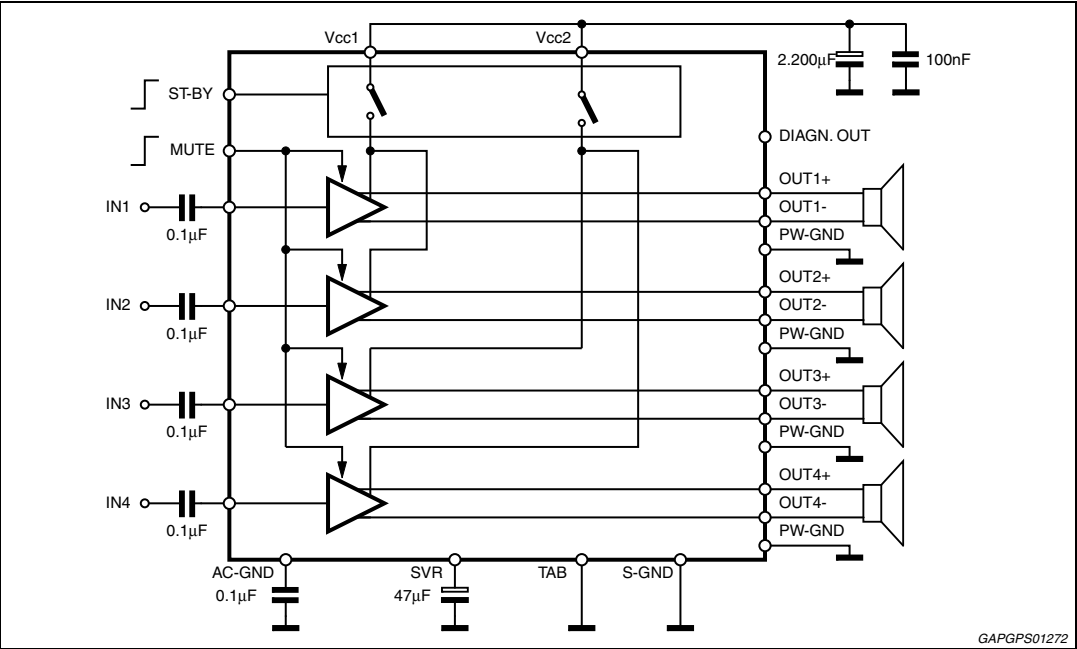 Vcc1
Vcc2
2.200µF
100nF
ST-BY
DIAGN. OUT
MUTE
OUT1+
IN1
OUT1-
0.1µF
PW-GND
OUT2+
IN2
OUT2-
0.1µF
PW-GND
OUT3+
IN3
OUT3-
0.1µF
PW-GND
OUT4+
IN4
OUT4-
0.1µF
PW-GND
AC-GND
SVR
TAB
S-GND
0.1µF
47µF
GAPGPS01272